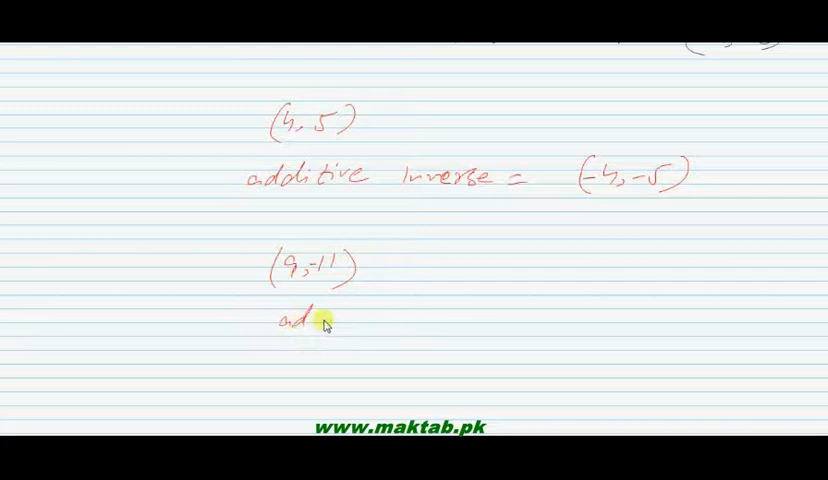 (4, 5)
additive inverse = (-4, -5)
(9, -11)
ad
www.maktab.pk